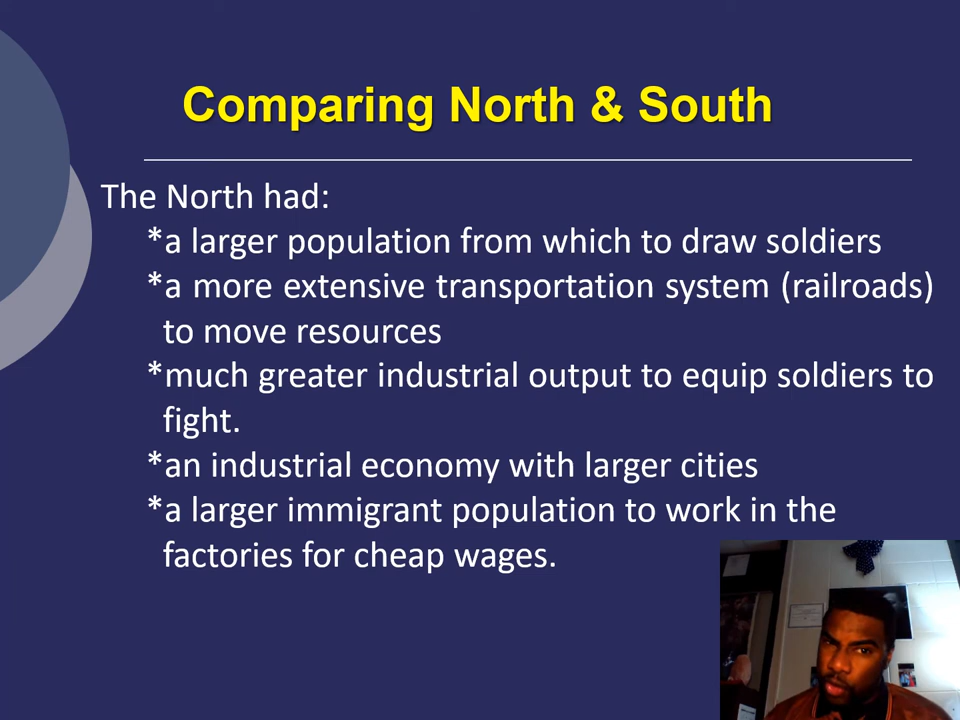 Comparing North & South
The North had:
*a larger population from which to draw soldiers
*a more extensive transportation system (railroads)
to move resources
*much greater industrial output to equip soldiers to
fight.
*an industrial economy with larger cities
*a larger immigrant population to work in the
factories for cheap wages.